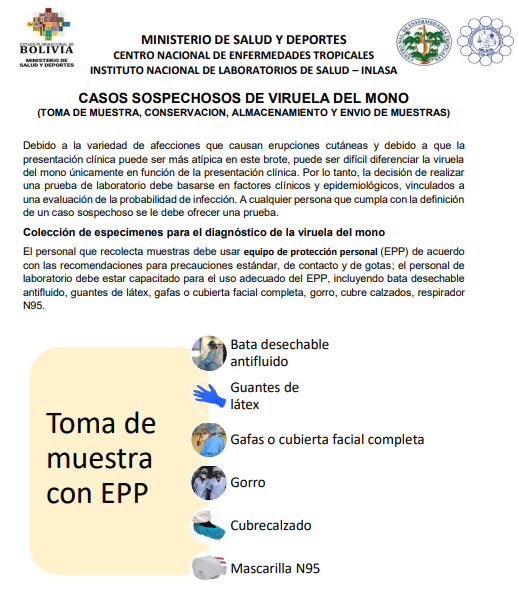 ESTADO PLURINACIONAL DE
BOLIVIA
MINISTERIO DE
SALUD Y DEPORTES
MINISTERIO DE SALUD Y DEPORTES
CENTRO NACIONAL DE ENFERMEDADES TROPICALES
INSTITUTO NACIONAL DE LABORATORIOS DE SALUD – INLASA
CASOS SOSPECHOSOS DE VIRUELA DEL MONO
(TOMA DE MUESTRA, CONSERVACION, ALMACENAMIENTO Y ENVIO DE MUESTRAS)
Debido a la variedad de afecciones que causan erupciones cutáneas y debido a que la
presentación clínica puede ser más atípica en este brote, puede ser difícil diferenciar la viruela
del mono únicamente en función de la presentación clínica. Por lo tanto, la decisión de realizar
una prueba de laboratorio debe basarse en factores clínicos y epidemiológicos, vinculados a
una evaluación de la probabilidad de infección. A cualquier persona que cumpla con la definición
de un caso sospechoso se le debe ofrecer una prueba.
Colección de especímenes para el diagnóstico de la viruela del mono
El personal que recolecta muestras debe usar equipo de protección personal (EPP) de acuerdo
con las recomendaciones para precauciones estándar, de contacto y de gotas; el personal de
laboratorio debe estar capacitado para el uso adecuado del EPP, incluyendo bata desechable
antifluido, guantes de látex, gafas o cubierta facial completa, gorro, cubre calzados, respirador
N95.
Toma de
muestra
con EPP
Bata desechable
antifluido
Guantes de
látex
Gafas o cubierta facial completa
Gorro
Cubrecalzado
Mascarilla N95